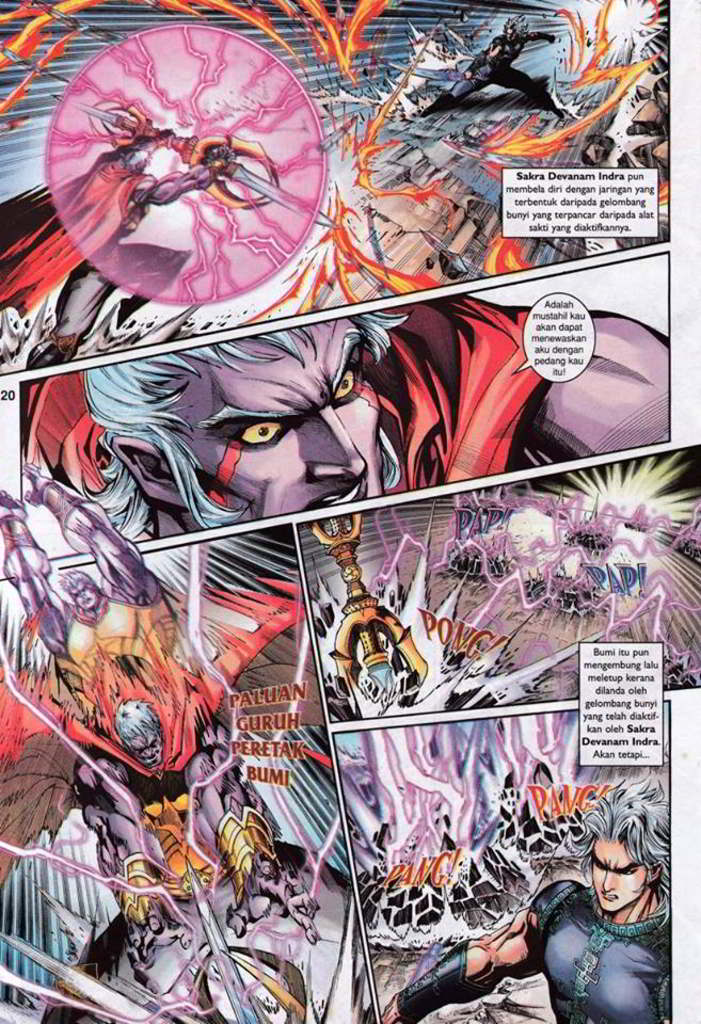 Sakra Devanam Indra pun
membela diri dengan jaringan yang
terbentuk daripada gelombang
bunyi yang terpancar daripada alat
sakti yang diaktifkannya.
Adalah
mustahil kau
akan dapat
menewaskan
aku dengan
pedang kau
itu!
20
PALUAN
GURUH
PERETAK
BUMI
PAP!
PAP!
PONG!
Bumi itu pun
mengembung lalu
meletup kerana
dilanda oleh
gelombang bunyi
yang telah diaktif-
kan oleh Sakra
Devanam Indra.
Akan tetapi...
PANG!
PANG!